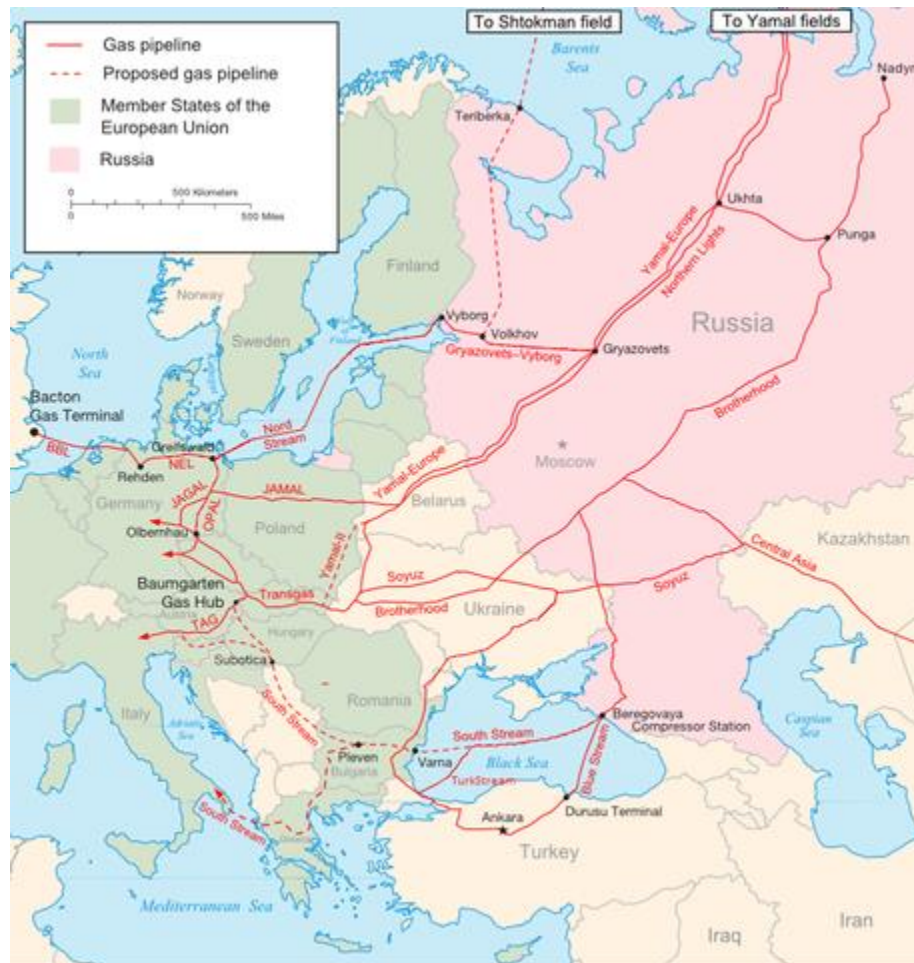 To Shtokman field
To Yamal fields
Gas pipeline
Proposed gas pipeline
Member States of the
European Union
Russia
0 500 Kilometers
0 500 Miles
Barents
Sea
Nadym
Teriberka
Ukhta
Punga
Yamal-Europe
Northern Lights
Finland
Norway
Sweden
Vyborg
Volkhov
Gryazovets
Gryazovets–Vyborg
Russia
Gulf of
Finland
North
Sea
Brotherhood
Bacton
Gas Terminal
BBL
Nord
Stream
Greifswald
NEL
Rehden
Moscow
Yamal-Europe
JAMAL
JAGAL
OPAL
Germany
Poland
Belarus
Olbernhau
Yamal-II
Kazakhstan
Central Asia
Soyuz
Soyuz
Baumgarten
Gas Hub
Transgas
Brotherhood
Ukraine
Austria
TAG
Hungary
Subotica
Romania
Italy
Adriatic
Sea
South Stream
Beregovaya
Compressor Station
Caspian
Sea
South Stream
Pleven
Bulgaria
Varna
Black Sea
Blue Stream
TurkStream
South Stream
Ankara
Durusu Terminal
Turkey
Mediterranean Sea
Iraq
Iran